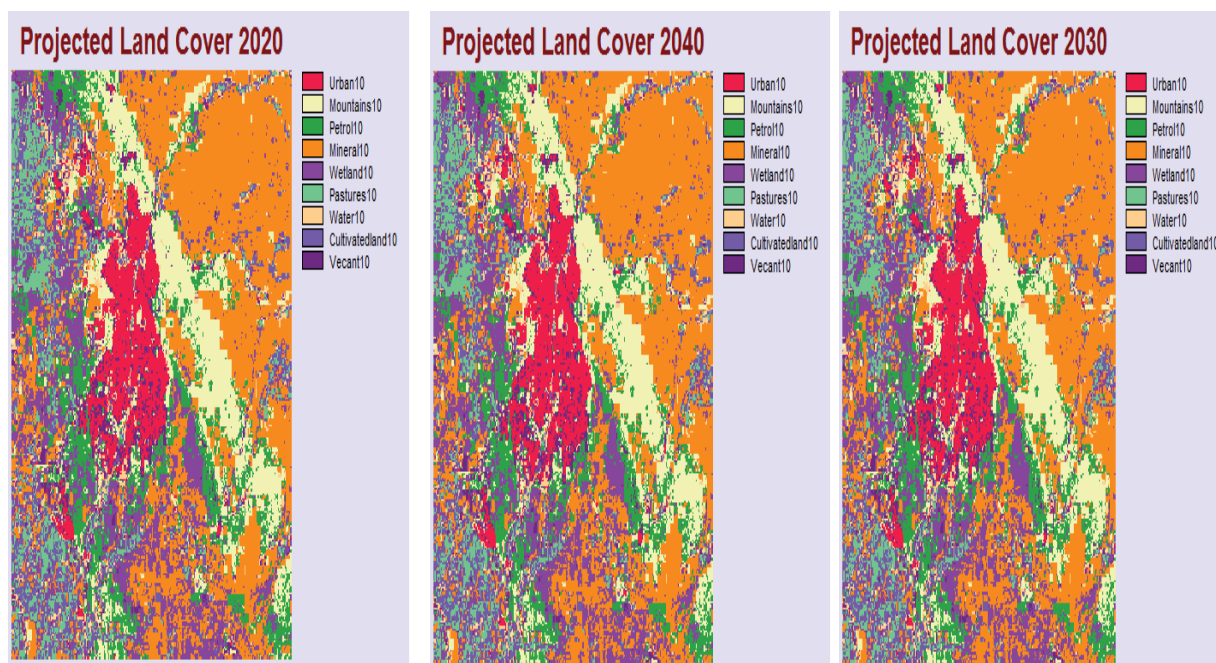 Projected Land Cover 2020
Urban10
Mountains10
Petrol10
Mineral10
Wetland10
Pastures10
Water10
Cultivatedland10
Vecant10
Projected Land Cover 2040
Urban10
Mountains10
Petrol10
Mineral10
Wetland10
Pastures10
Water10
Cultivatedland10
Vecant10
Projected Land Cover 2030
Urban10
Mountains10
Petrol10
Mineral10
Wetland10
Pastures10
Water10
Cultivatedland10
Vecant10